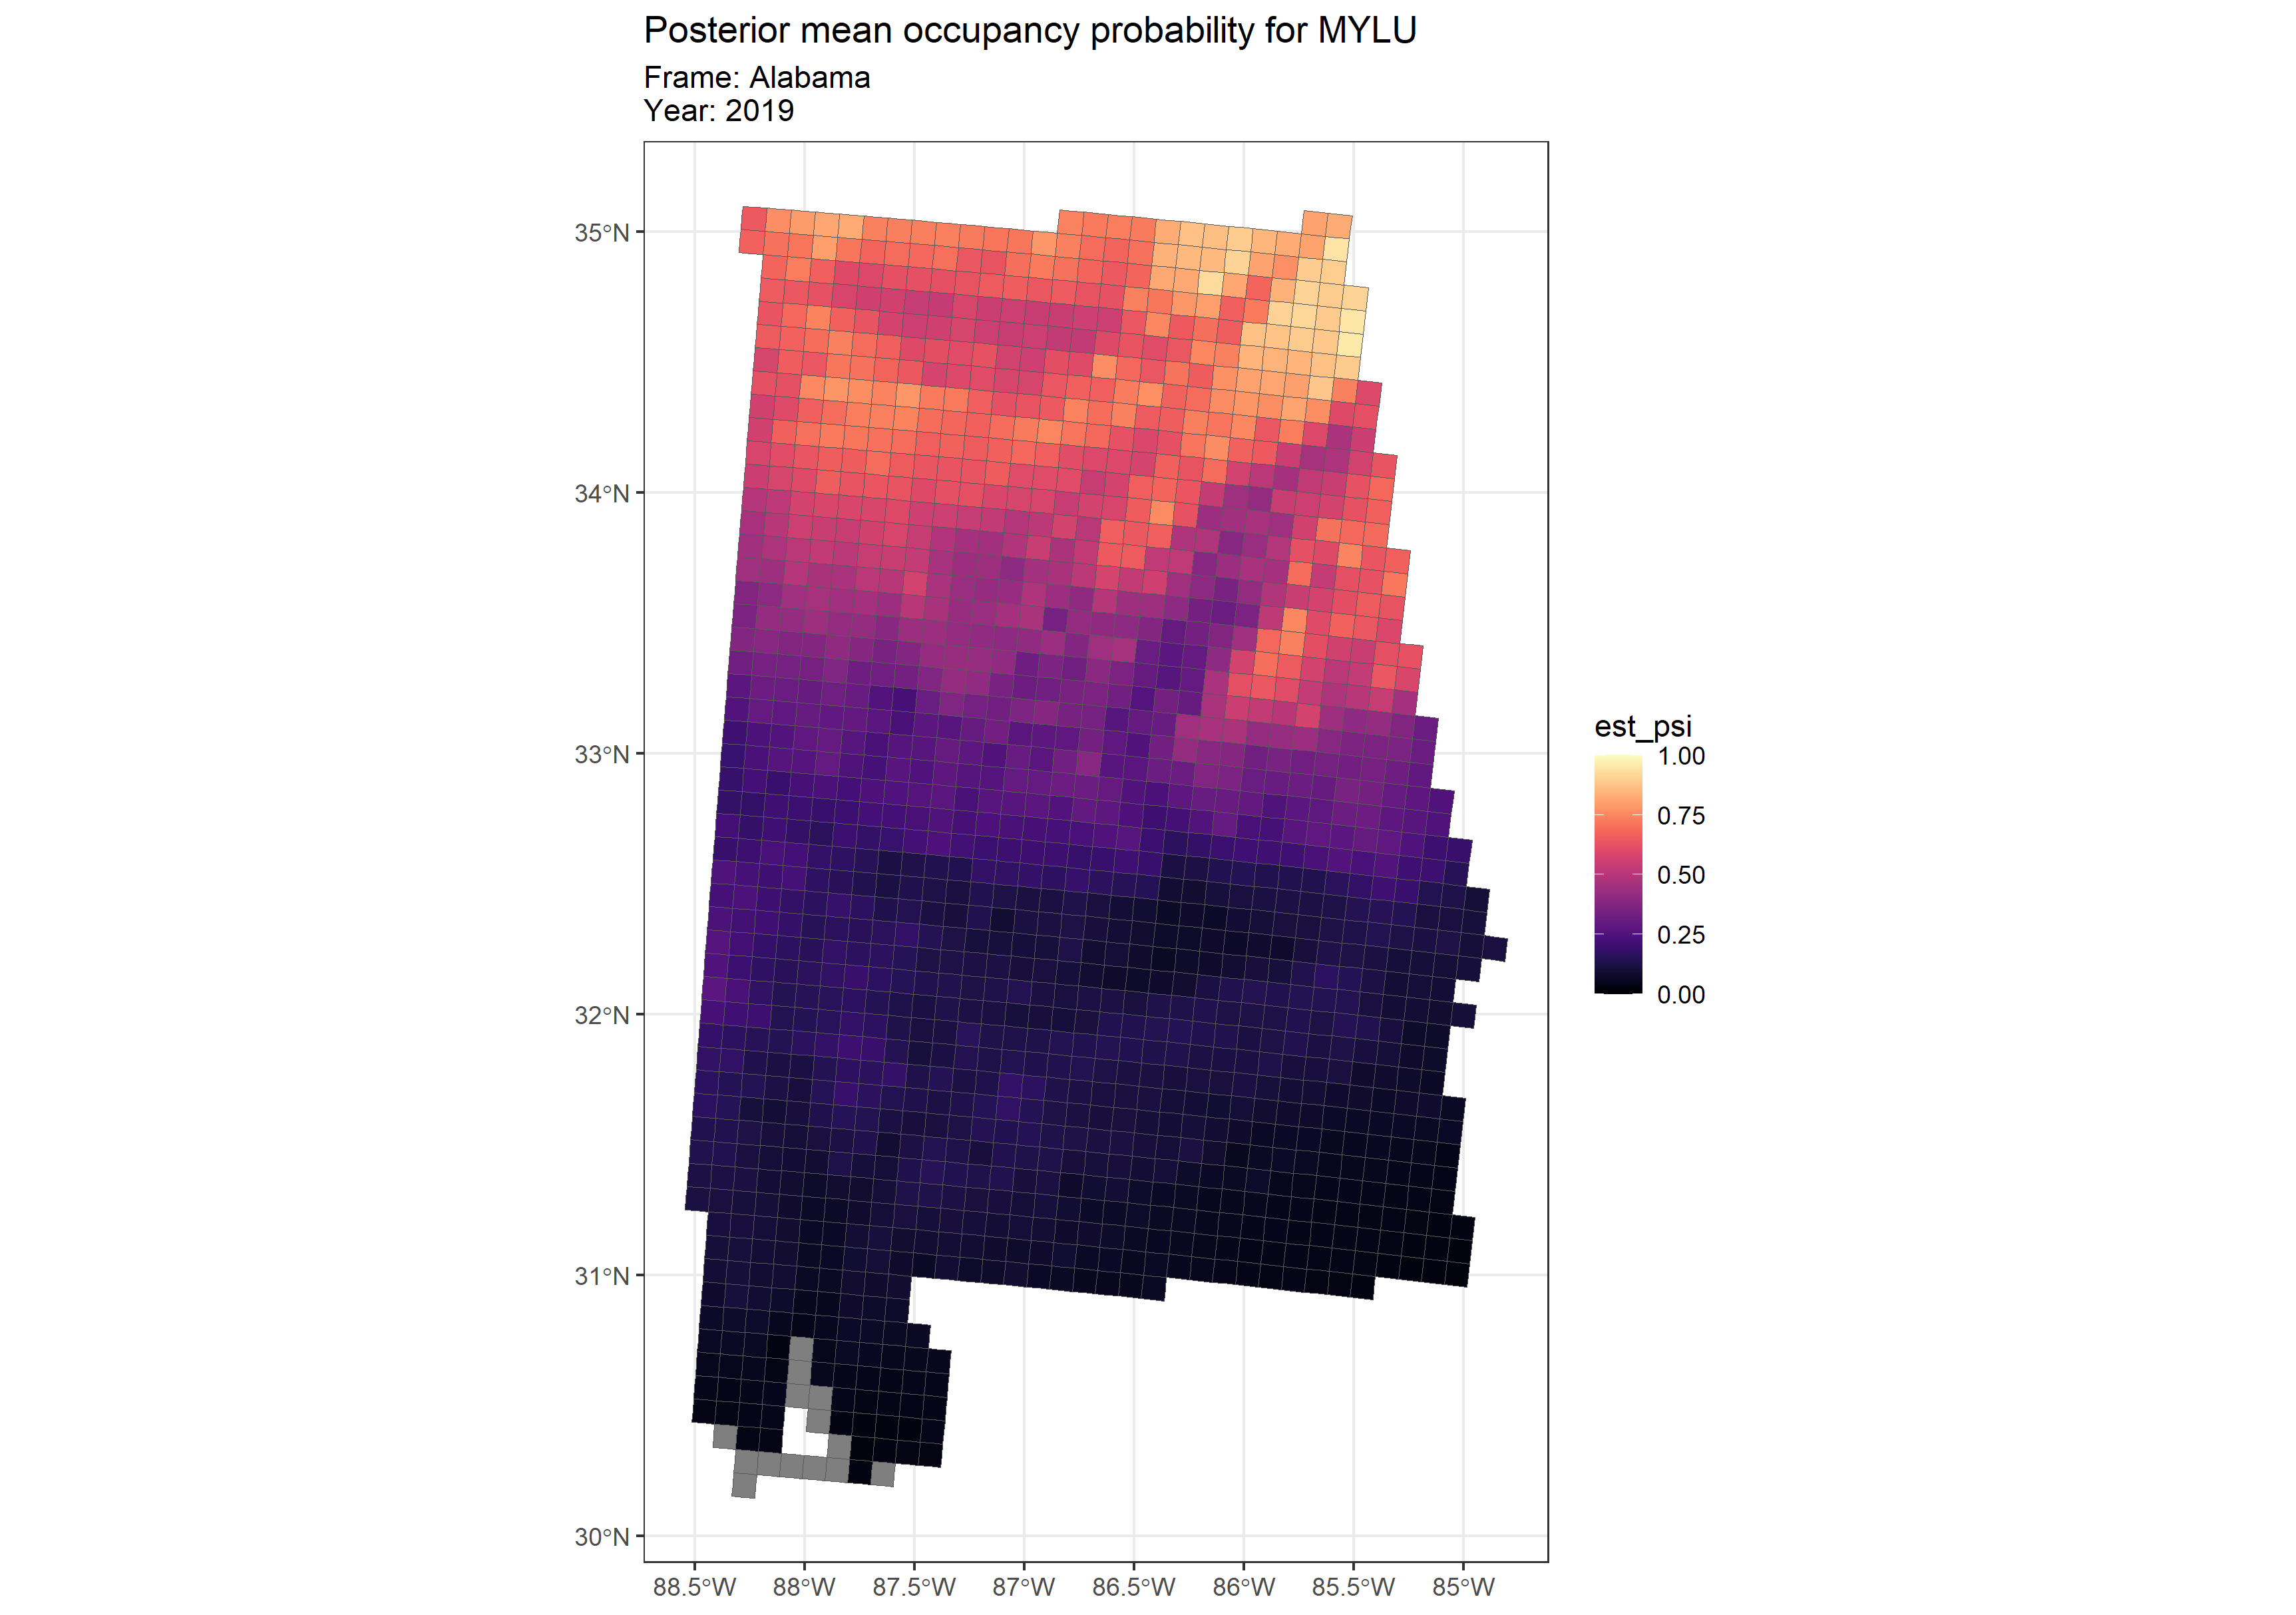 Posterior mean occupancy probability for MYLU
Frame: Alabama
Year: 2019
35°N
34°N
33°N
32°N
31°N
30°N
88.5°W
88°W
87.5°W
87°W
86.5°W
86°W
85.5°W
85°W
est_psi
1.00
0.75
0.50
0.25
0.00